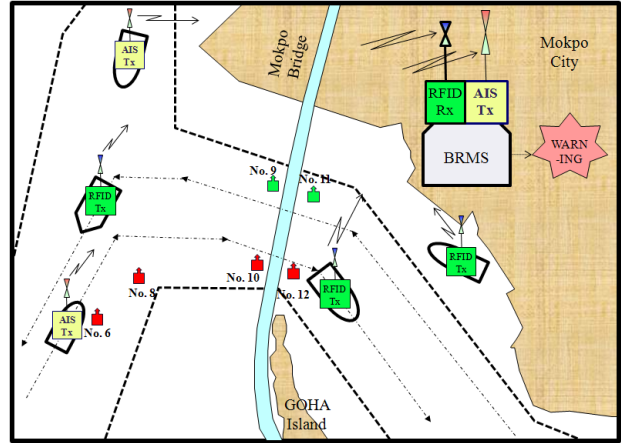 AIS
Tx
Mokpo
Bridge
Mokpo
City
RFID
Rx
AIS
Tx
BRMS
WARN
-ING
No. 9
No. 11
RFID
Tx
RFID
Tx
No. 10
No. 12
No. 8
RFID
Tx
AIS
Tx
No. 6
GOHA
Island